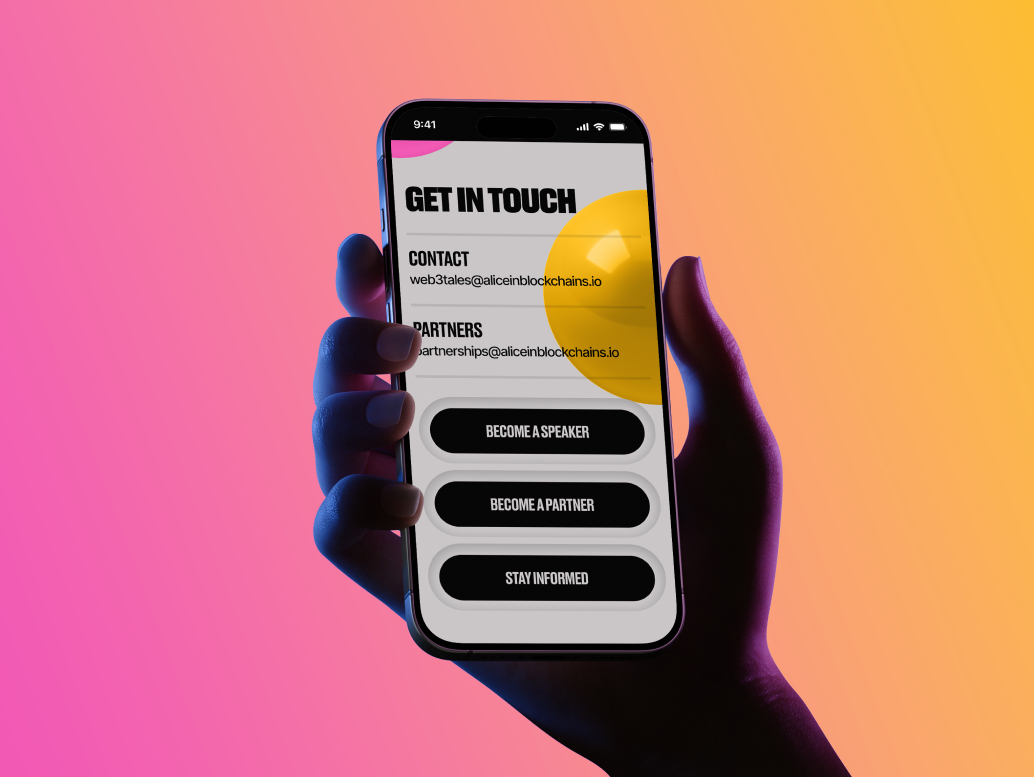 9:41
GET IN TOUCH
CONTACT
web3tales@aliceinblockchains.io
PARTNERS
partnerships@aliceinblockchains.io
BECOME A SPEAKER
BECOME A PARTNER
STAY INFORMED